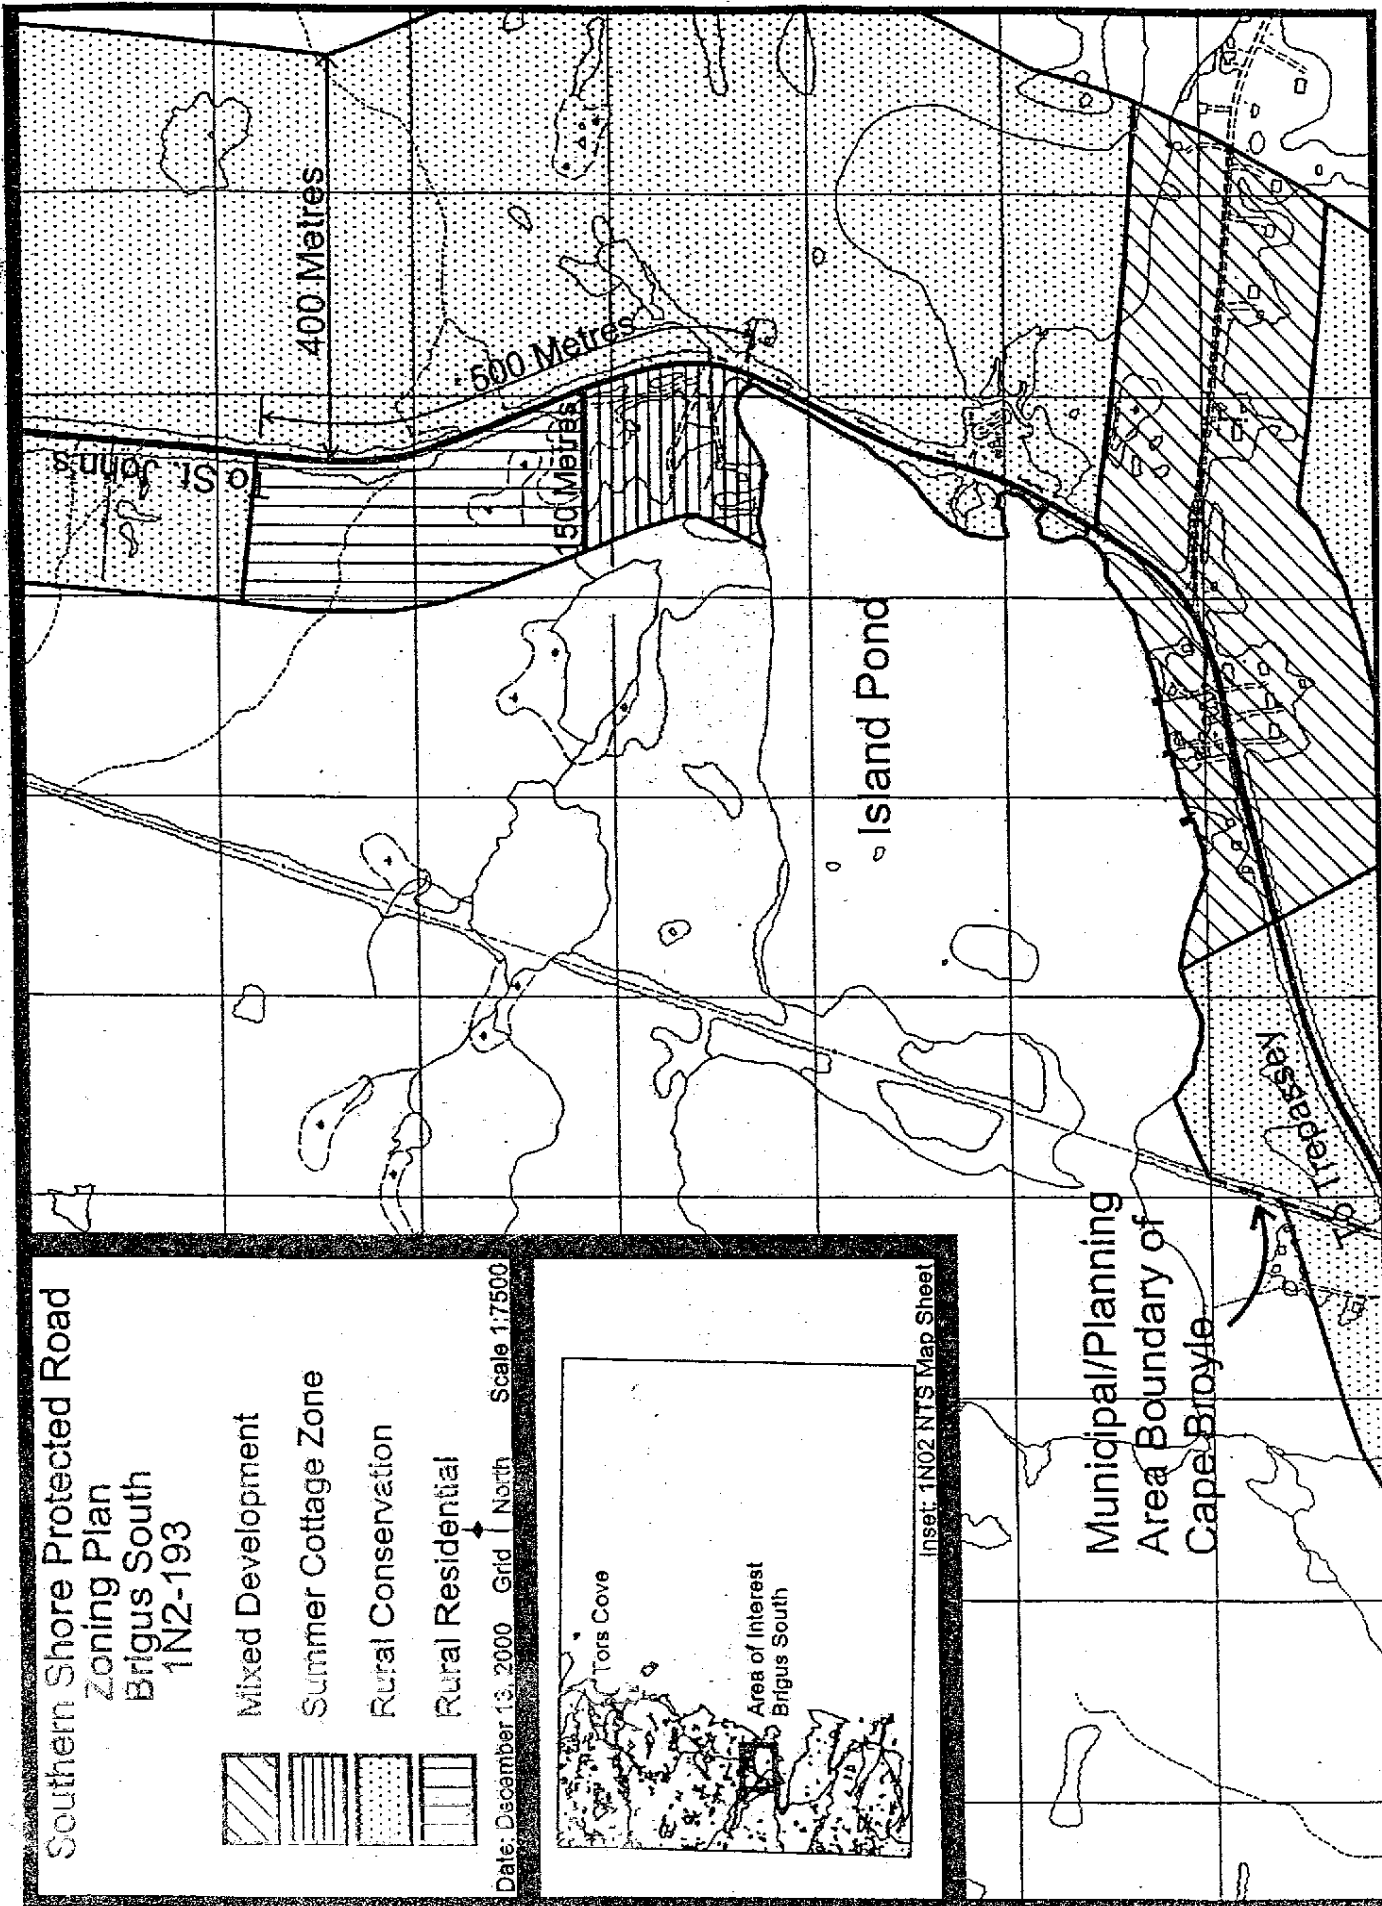 Southern Shore Protected Road
Zoning Plan
Brigus South
1N2-193
Mixed Development
Summer Cottage Zone
Rural Conservation
Rural Residential
Date: December 13, 2000 Grid North Scale 1:7500
Tors Cove
Area of Interest
Brigus South
Inset: 1N02 NTS Map Sheet
To St. John's
400 Metres
500 Metres
150 Metres
Island Pond
To Trepassey
Municipal/Planning
Area Boundary of
Cape Broyle